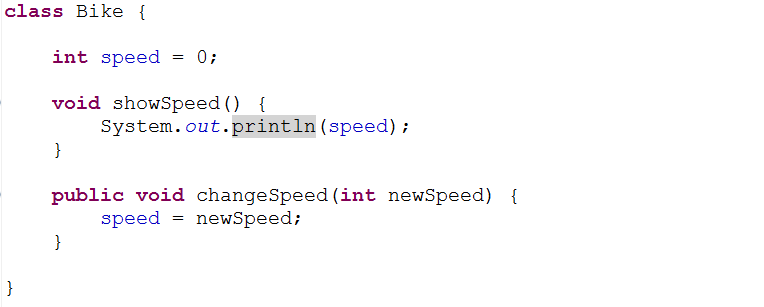 class Bike {
int speed = 0;
void showSpeed() {
System.out.println(speed);
}
public void changeSpeed(int newSpeed) {
speed = newSpeed;
}
}